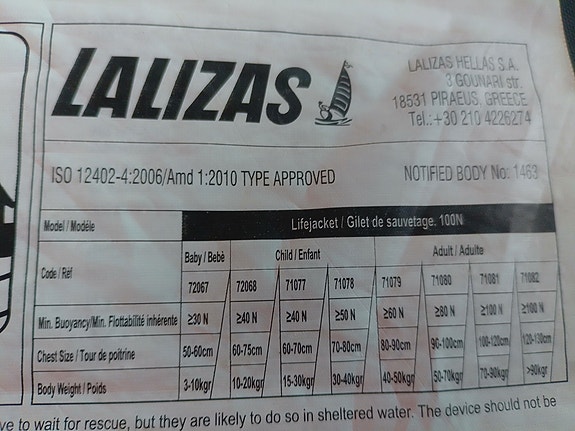 LALIZAS
LALIZAS HELLAS S.A.
3 GOUNARI str.
18531 PIRAEUS, GREECE
Tel.:+30 210 4226274
ISO 12402-4:2006/Amd 1:2010 TYPE APPROVED NOTIFIED BODY No: 1463
Model / Modéle Lifejacket / Gilet de sauvetage. 100N
Baby / Bebé Child / Enfant Adult / Adulte
Code / Réf 72067 72068 71077 71078 71079 71080 71081 71082
Min. Buoyancy/Min. Flottabilité inhérente ≥30 N ≥40 N ≥40 N ≥50 N ≥60 N ≥80 N ≥100 N ≥100 N
Chest Size / Tour de poitrine 50-60cm 60-75cm 60-70cm 70-80cm 80-90cm 90-100cm 100-120cm 120-130cm
Body Weight / Poids 3-10kgr 10-20kgr 15-30kgr 30-40kgr 40-50kgr 50-70kgr 70-90kgr >90kgr
ve to wait for rescue, but they are likely to do so in sheltered water. The device should not be